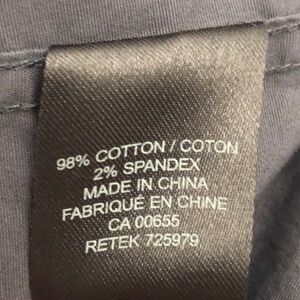 98% COTTON / COTON
2% SPANDEX
MADE IN CHINA
FABRIQUÉ EN CHINE
CA 00655
RETEK 725979